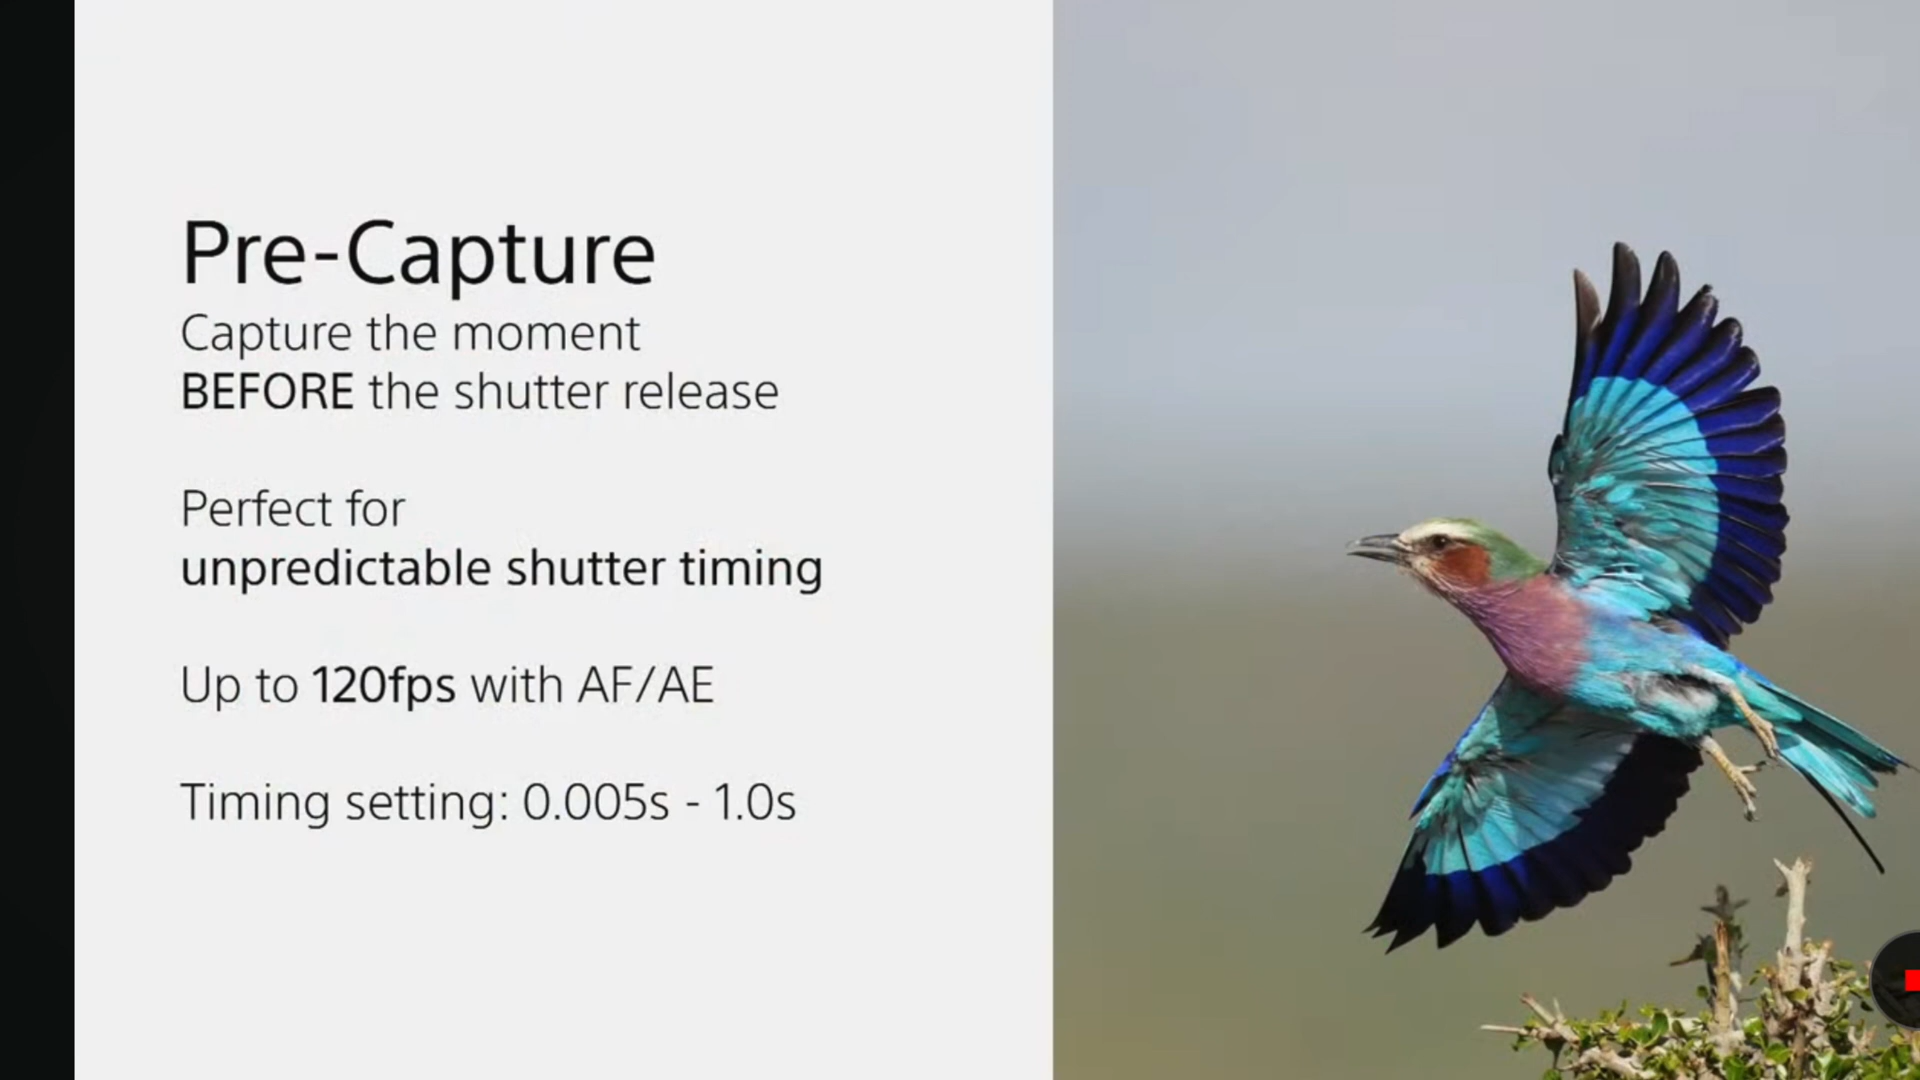 Pre-Capture
Capture the moment
BEFORE the shutter release
Perfect for
unpredictable shutter timing
Up to 120fps with AF/AE
Timing setting: 0.005s - 1.0s